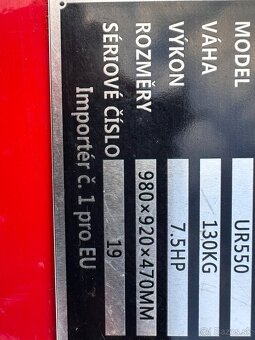 MODEL UR550
VÁHA 130KG
VÝKON 7.5HP
ROZMĚRY 980×920×470MM
SÉRIOVÉ ČÍSLO 19
Importér č. 1 pro EU